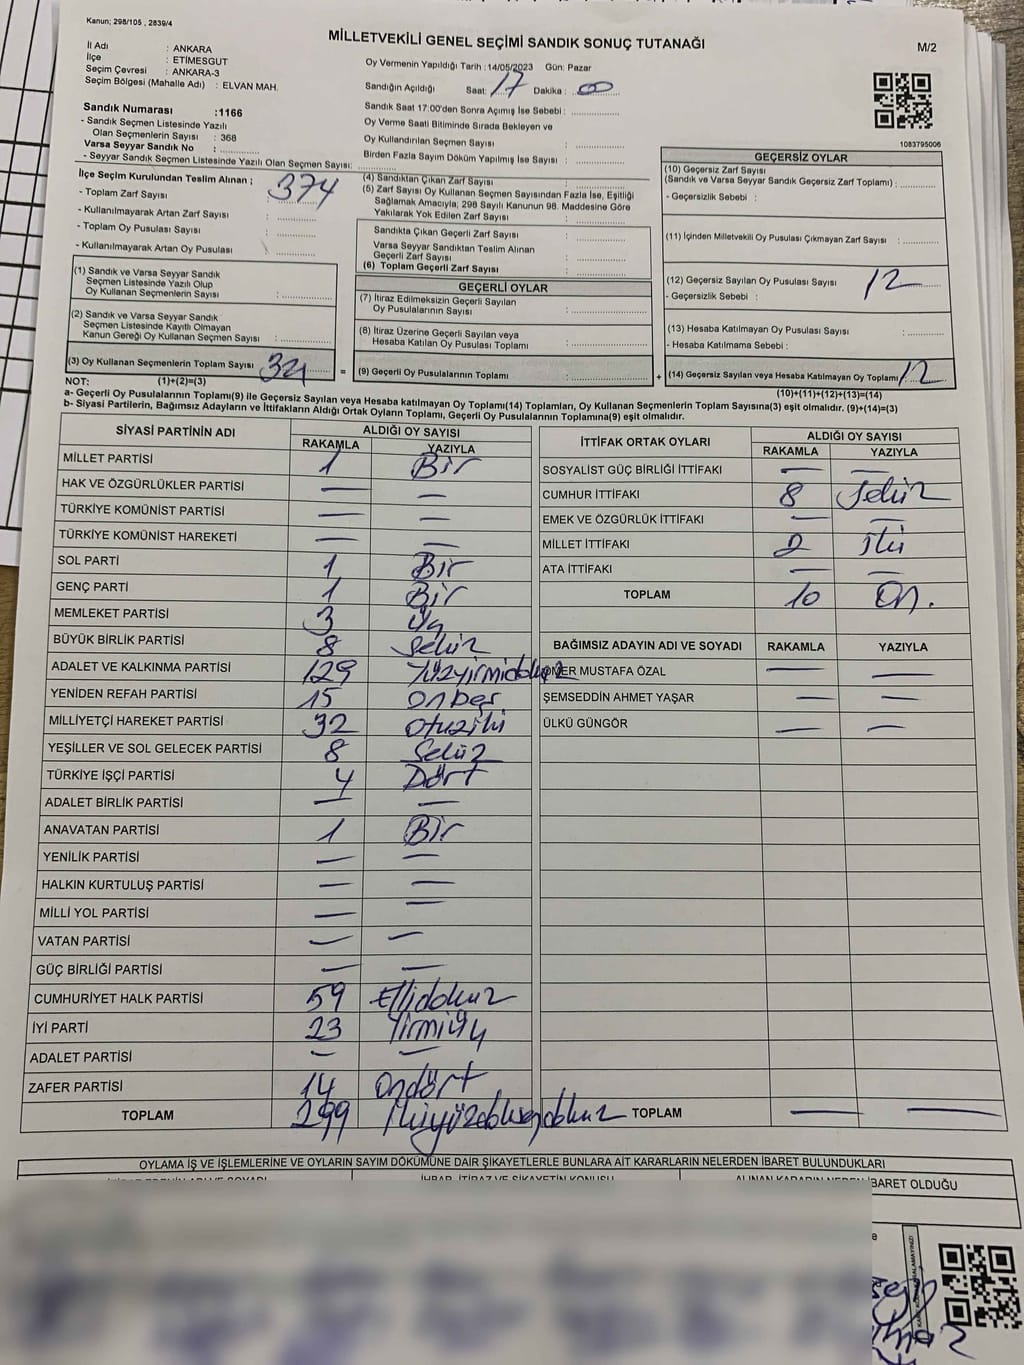 Kanun; 298/105 , 2839/4
MİLLETVEKİLİ GENEL SEÇİMİ SANDIK SONUÇ TUTANAĞI
M/2
İl Adı : ANKARA
İlçe : ETİMESGUT
Seçim Çevresi : ANKARA-3
Seçim Bölgesi (Mahalle Adı) : ELVAN MAH.
Sandık Numarası :1166
- Sandık Seçmen Listesinde Yazılı
Olan Seçmenlerin Sayısı : 368
Varsa Seyyar Sandık No :
- Seyyar Sandık Seçmen Listesinde Yazılı Olan Seçmen Sayısı:
Oy Vermenin Yapıldığı Tarih :14/05/2023 Gün: Pazar
Sandığın Açıldığı Saat: 17 Dakika : 00
Sandık Saat 17:00'den Sonra Açımış İse Sebebi :
Oy Verme Saati Bitiminde Sırada Bekleyen ve
Oy Kullandırılan Seçmen Sayısı :
Birden Fazla Sayım Döküm Yapılmış İse Sayısı :
1083795006
İlçe Seçim Kurulundan Teslim Alınan ; 374
- Toplam Zarf Sayısı :
- Kullanılmayarak Artan Zarf Sayısı :
- Toplam Oy Pusulası Sayısı :
- Kullanılmayarak Artan Oy Pusulası :
(4) Sandıktan Çıkan Zarf Sayısı :
(5) Zarf Sayısı Oy Kullanan Seçmen Sayısından Fazla İse, Eşitliği
Sağlamak Amacıyla; 298 Sayılı Kanunun 98. Maddesine Göre
Yakılarak Yok Edilen Zarf Sayısı :
Sandıkta Çıkan Geçerli Zarf Sayısı :
Varsa Seyyar Sandıktan Teslim Alınan
Geçerli Zarf Sayısı :
(6) Toplam Geçerli Zarf Sayısı :
GEÇERSİZ OYLAR
(10) Geçersiz Zarf Sayısı
(Sandık ve Varsa Seyyar Sandık Geçersiz Zarf Toplamı) :
- Geçersizlik Sebebi :
(11) İçinden Milletvekili Oy Pusulası Çıkmayan Zarf Sayısı :
(12) Geçersiz Sayılan Oy Pusulası Sayısı : 12
- Geçersizlik Sebebi :
(13) Hesaba Katılmayan Oy Pusulası Sayısı :
- Hesaba Katılmama Sebebi :
(14) Geçersiz Sayılan veya Hesaba Katılmayan Oy Toplamı 12
(10)+(11)+(12)+(13)=(14)
(1) Sandık ve Varsa Seyyar Sandık
Seçmen Listesinde Yazılı Olup
Oy Kullanan Seçmenlerin Sayısı :
(2) Sandık ve Varsa Seyyar Sandık
Seçmen Listesinde Kayıtlı Olmayan
Kanun Gereği Oy Kullanan Seçmen Sayısı :
(3) Oy Kullanan Seçmenlerin Toplam Sayısı 321
GEÇERLİ OYLAR
(7) İtiraz Edilmeksizin Geçerli Sayılan
Oy Pusulalarının Sayısı :
(8) İtiraz Üzerine Geçerli Sayılan veya
Hesaba Katılan Oy Pusulası Toplamı :
= (9) Geçerli Oy Pusulalarının Toplamı : +
NOT: (1)+(2)=(3)
a- Geçerli Oy Pusulalarının Toplamı(9) ile Geçersiz Sayılan veya Hesaba katılmayan Oy Toplamı(14) Toplamları, Oy Kullanan Seçmenlerin Toplam Sayısına(3) eşit olmalıdır. (9)+(14)=(3)
b- Siyasi Partilerin, Bağımsız Adayların ve İttifakların Aldığı Ortak Oyların Toplamı, Geçerli Oy Pusulalarının Toplamına(9) eşit olmalıdır.
SİYASİ PARTİNİN ADI ALDIĞI OY SAYISI
RAKAMLA YAZIYLA
MİLLET PARTİSİ 1 Bir
HAK VE ÖZGÜRLÜKLER PARTİSİ — —
TÜRKİYE KOMÜNİST PARTİSİ — —
TÜRKİYE KOMÜNİST HAREKETİ — —
SOL PARTİ 1 Bir
GENÇ PARTİ 1 Bir
MEMLEKET PARTİSİ 3 Üç
BÜYÜK BİRLİK PARTİSİ 8 Sekiz
ADALET VE KALKINMA PARTİSİ 129 Yüzyirmidokuz
YENİDEN REFAH PARTİSİ 15 Onbeş
MİLLİYETÇİ HAREKET PARTİSİ 32 Otuziki
YEŞİLLER VE SOL GELECEK PARTİSİ 8 Sekiz
TÜRKİYE İŞÇİ PARTİSİ 4 Dört
ADALET BİRLİK PARTİSİ — —
ANAVATAN PARTİSİ 1 Bir
YENİLİK PARTİSİ — —
HALKIN KURTULUŞ PARTİSİ — —
MİLLİ YOL PARTİSİ — —
VATAN PARTİSİ — —
GÜÇ BİRLİĞİ PARTİSİ — —
CUMHURİYET HALK PARTİSİ 59 Ellidokuz
İYİ PARTİ 23 Yirmiüç
ADALET PARTİSİ — —
ZAFER PARTİSİ 14 Ondört
TOPLAM 299 İkiyüzdoksandokuz
İTTİFAK ORTAK OYLARI ALDIĞI OY SAYISI
RAKAMLA YAZIYLA
SOSYALİST GÜÇ BİRLİĞİ İTTİFAKI — —
CUMHUR İTTİFAKI 8 Sekiz
EMEK VE ÖZGÜRLÜK İTTİFAKI — —
MİLLET İTTİFAKI 2 İki
ATA İTTİFAKI — —
TOPLAM 10 On.
BAĞIMSIZ ADAYIN ADI VE SOYADI RAKAMLA YAZIYLA
ÖMER MUSTAFA ÖZAL — —
ŞEMSEDDİN AHMET YAŞAR — —
ÜLKÜ GÜNGÖR — —
TOPLAM — —
OYLAMA İŞ VE İŞLEMLERİNE VE OYLARIN SAYIM DÖKÜMÜNE DAİR ŞİKAYETLERLE BUNLARA AİT KARARLARIN NELERDEN İBARET BULUNDUKLARI
İHBAR, İTİRAZ VE ŞİKAYETİN KONUSU ALINAN KARARIN NEDEN İBARET OLDUĞU